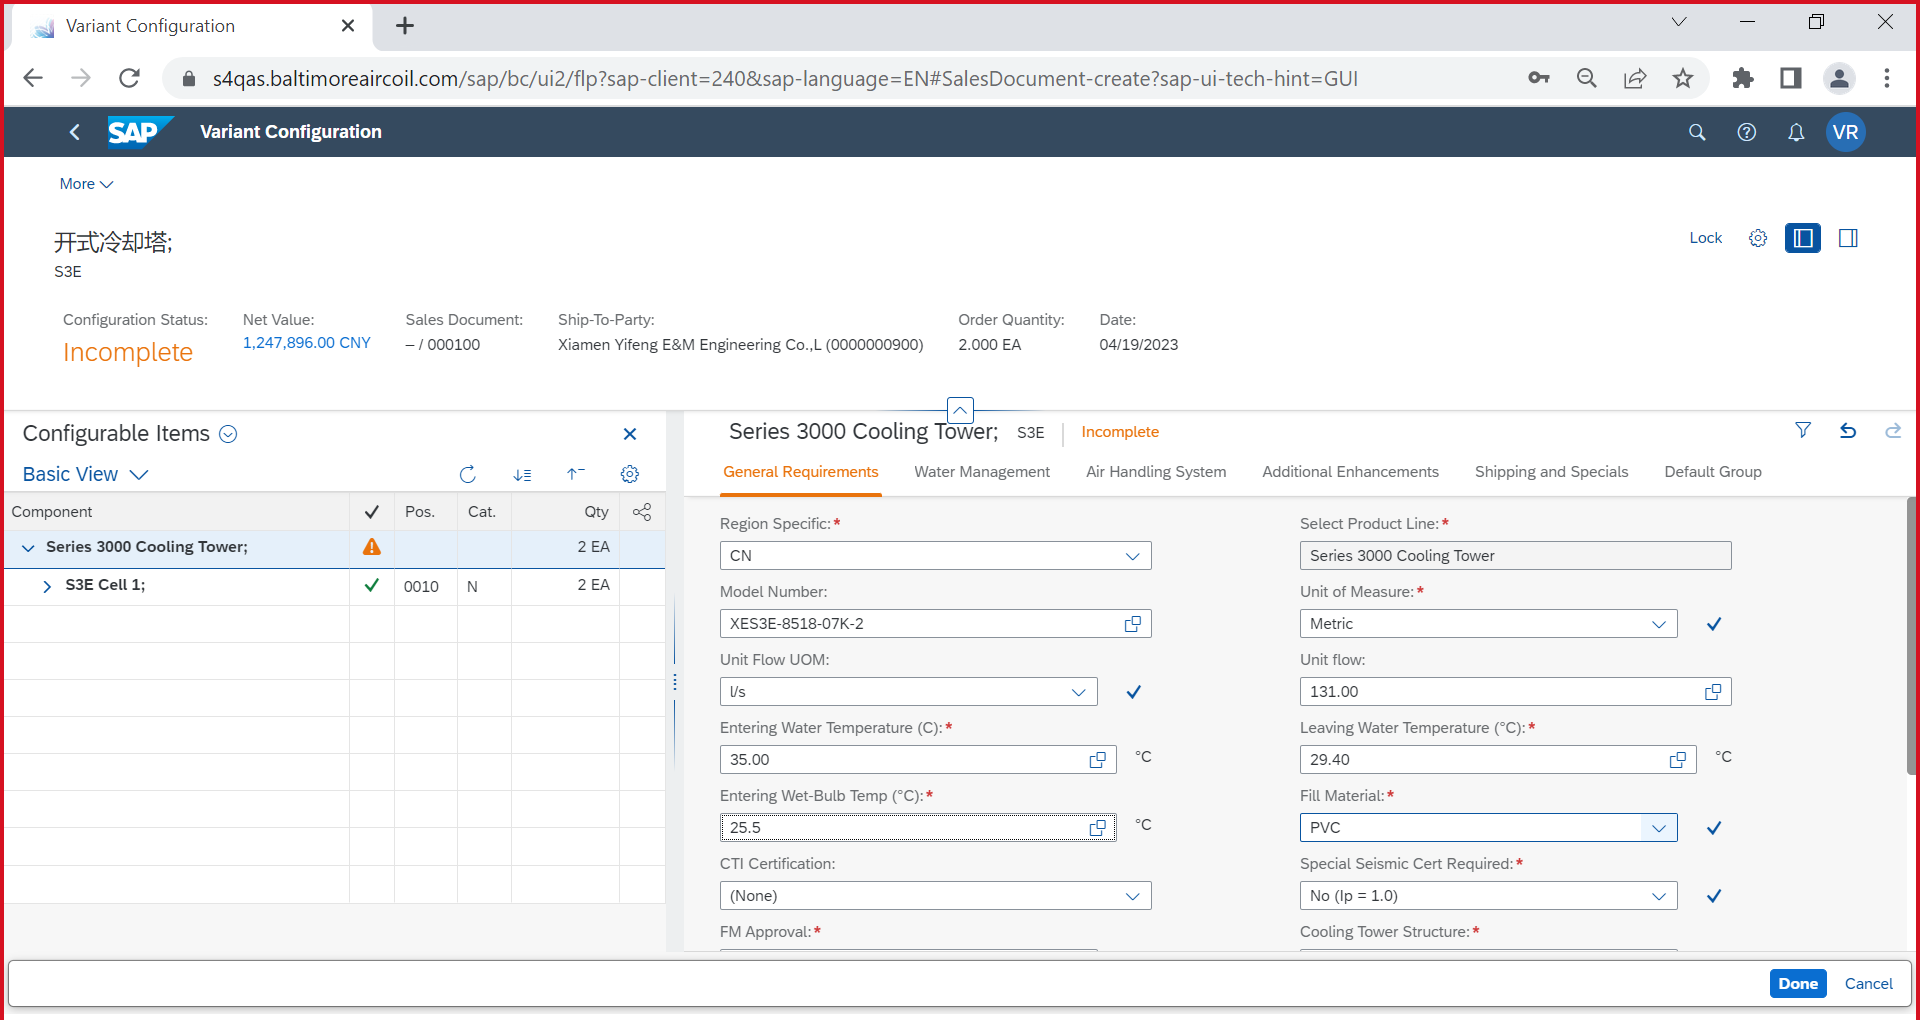 Variant Configuration
s4qas.baltimoreaircoil.com/sap/bc/ui2/flp?sap-client=240&sap-language=EN#SalesDocument-create?sap-ui-tech-hint=GUI
SAP Variant Configuration VR
More
开式冷却塔;
S3E
Lock
Configuration Status: Net Value: Sales Document: Ship-To-Party: Order Quantity: Date:
Incomplete 1,247,896.00 CNY – / 000100 Xiamen Yifeng E&M Engineering Co.,L (0000000900) 2.000 EA 04/19/2023
Configurable Items
Basic View
Component Pos. Cat. Qty
Series 3000 Cooling Tower; 2 EA
S3E Cell 1; 0010 N 2 EA
Series 3000 Cooling Tower; S3E Incomplete
General Requirements Water Management Air Handling System Additional Enhancements Shipping and Specials Default Group
Region Specific:* Select Product Line:*
CN Series 3000 Cooling Tower
Model Number: Unit of Measure:*
XES3E-8518-07K-2 Metric
Unit Flow UOM: Unit flow:
l/s 131.00
Entering Water Temperature (C):* Leaving Water Temperature (°C):*
35.00 °C 29.40 °C
Entering Wet-Bulb Temp (°C):* Fill Material:*
25.5 °C PVC
CTI Certification: Special Seismic Cert Required:*
(None) No (Ip = 1.0)
FM Approval:* Cooling Tower Structure:*
Done Cancel